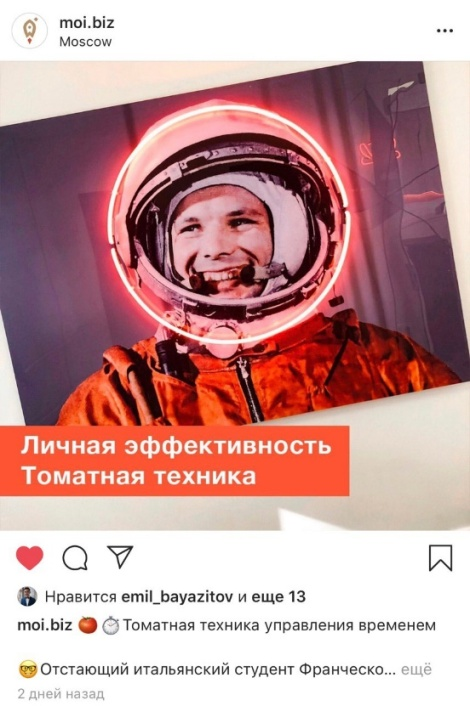 moi.biz
Moscow
Личная эффективность
Томатная техника
Нравится emil_bayazitov и еще 13
moi.biz 🍅 ⏱ Томатная техника управления временем
🤓 Отстающий итальянский студент Франческо... ещё
2 дней назад